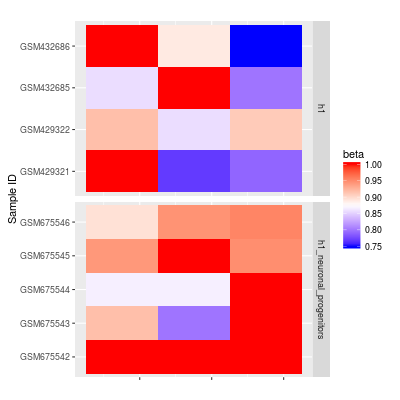 GSM432686
GSM432685
GSM429322
GSM429321
h1
GSM675546
GSM675545
GSM675544
GSM675543
GSM675542
h1_neuronal_progenitors
Sample ID
beta
1.00
0.95
0.90
0.85
0.80
0.75